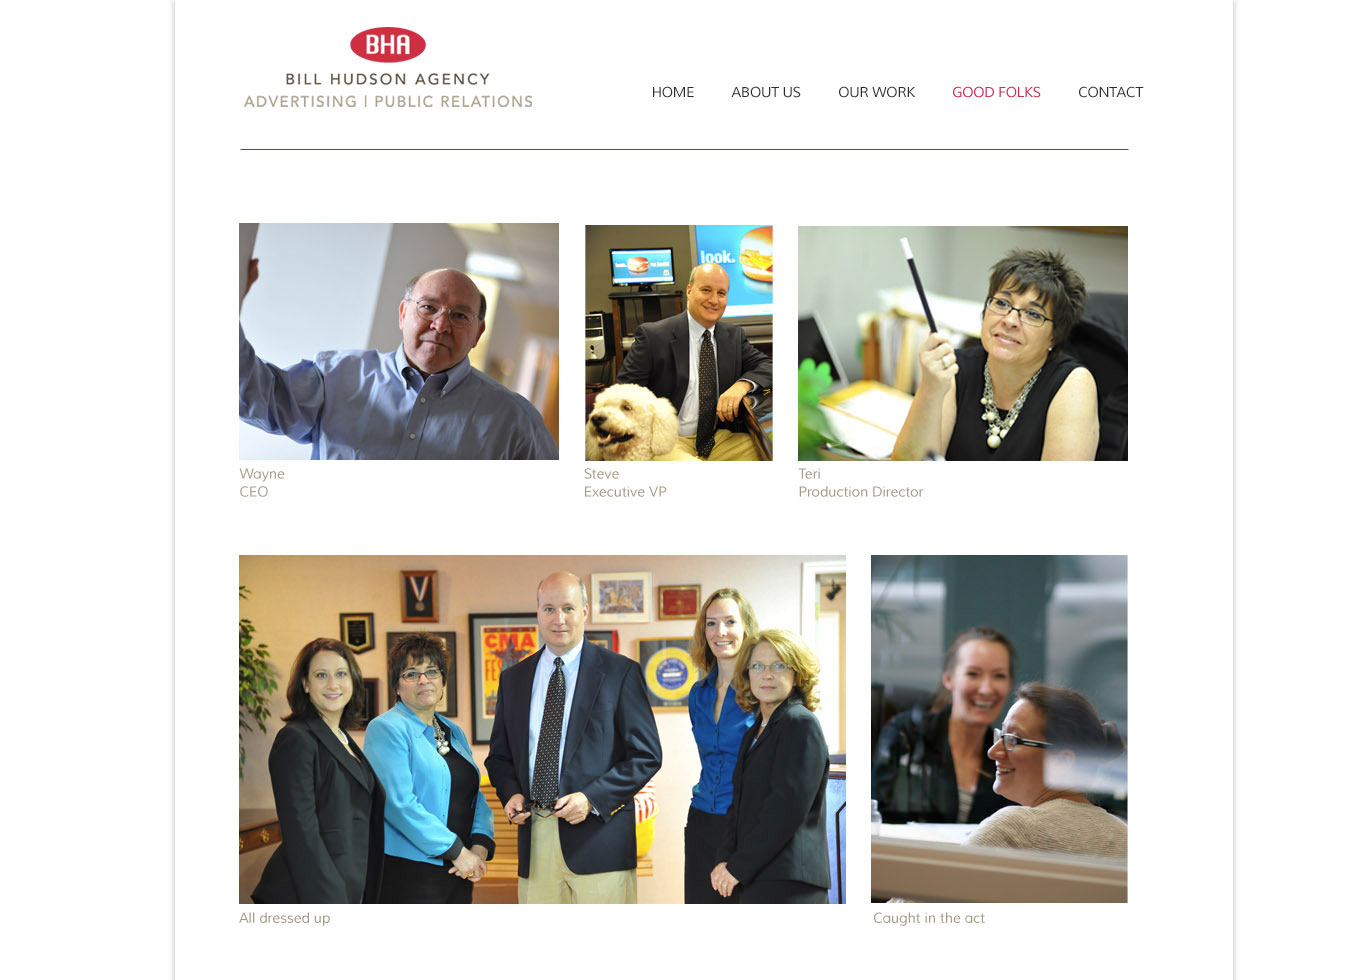 BHA
BILL HUDSON AGENCY
ADVERTISING | PUBLIC RELATIONS
HOME
ABOUT US
OUR WORK
GOOD FOLKS
CONTACT
look.
look.
Wayne
CEO
Steve
Executive VP
Teri
Production Director
CMA
All dressed up
Caught in the act